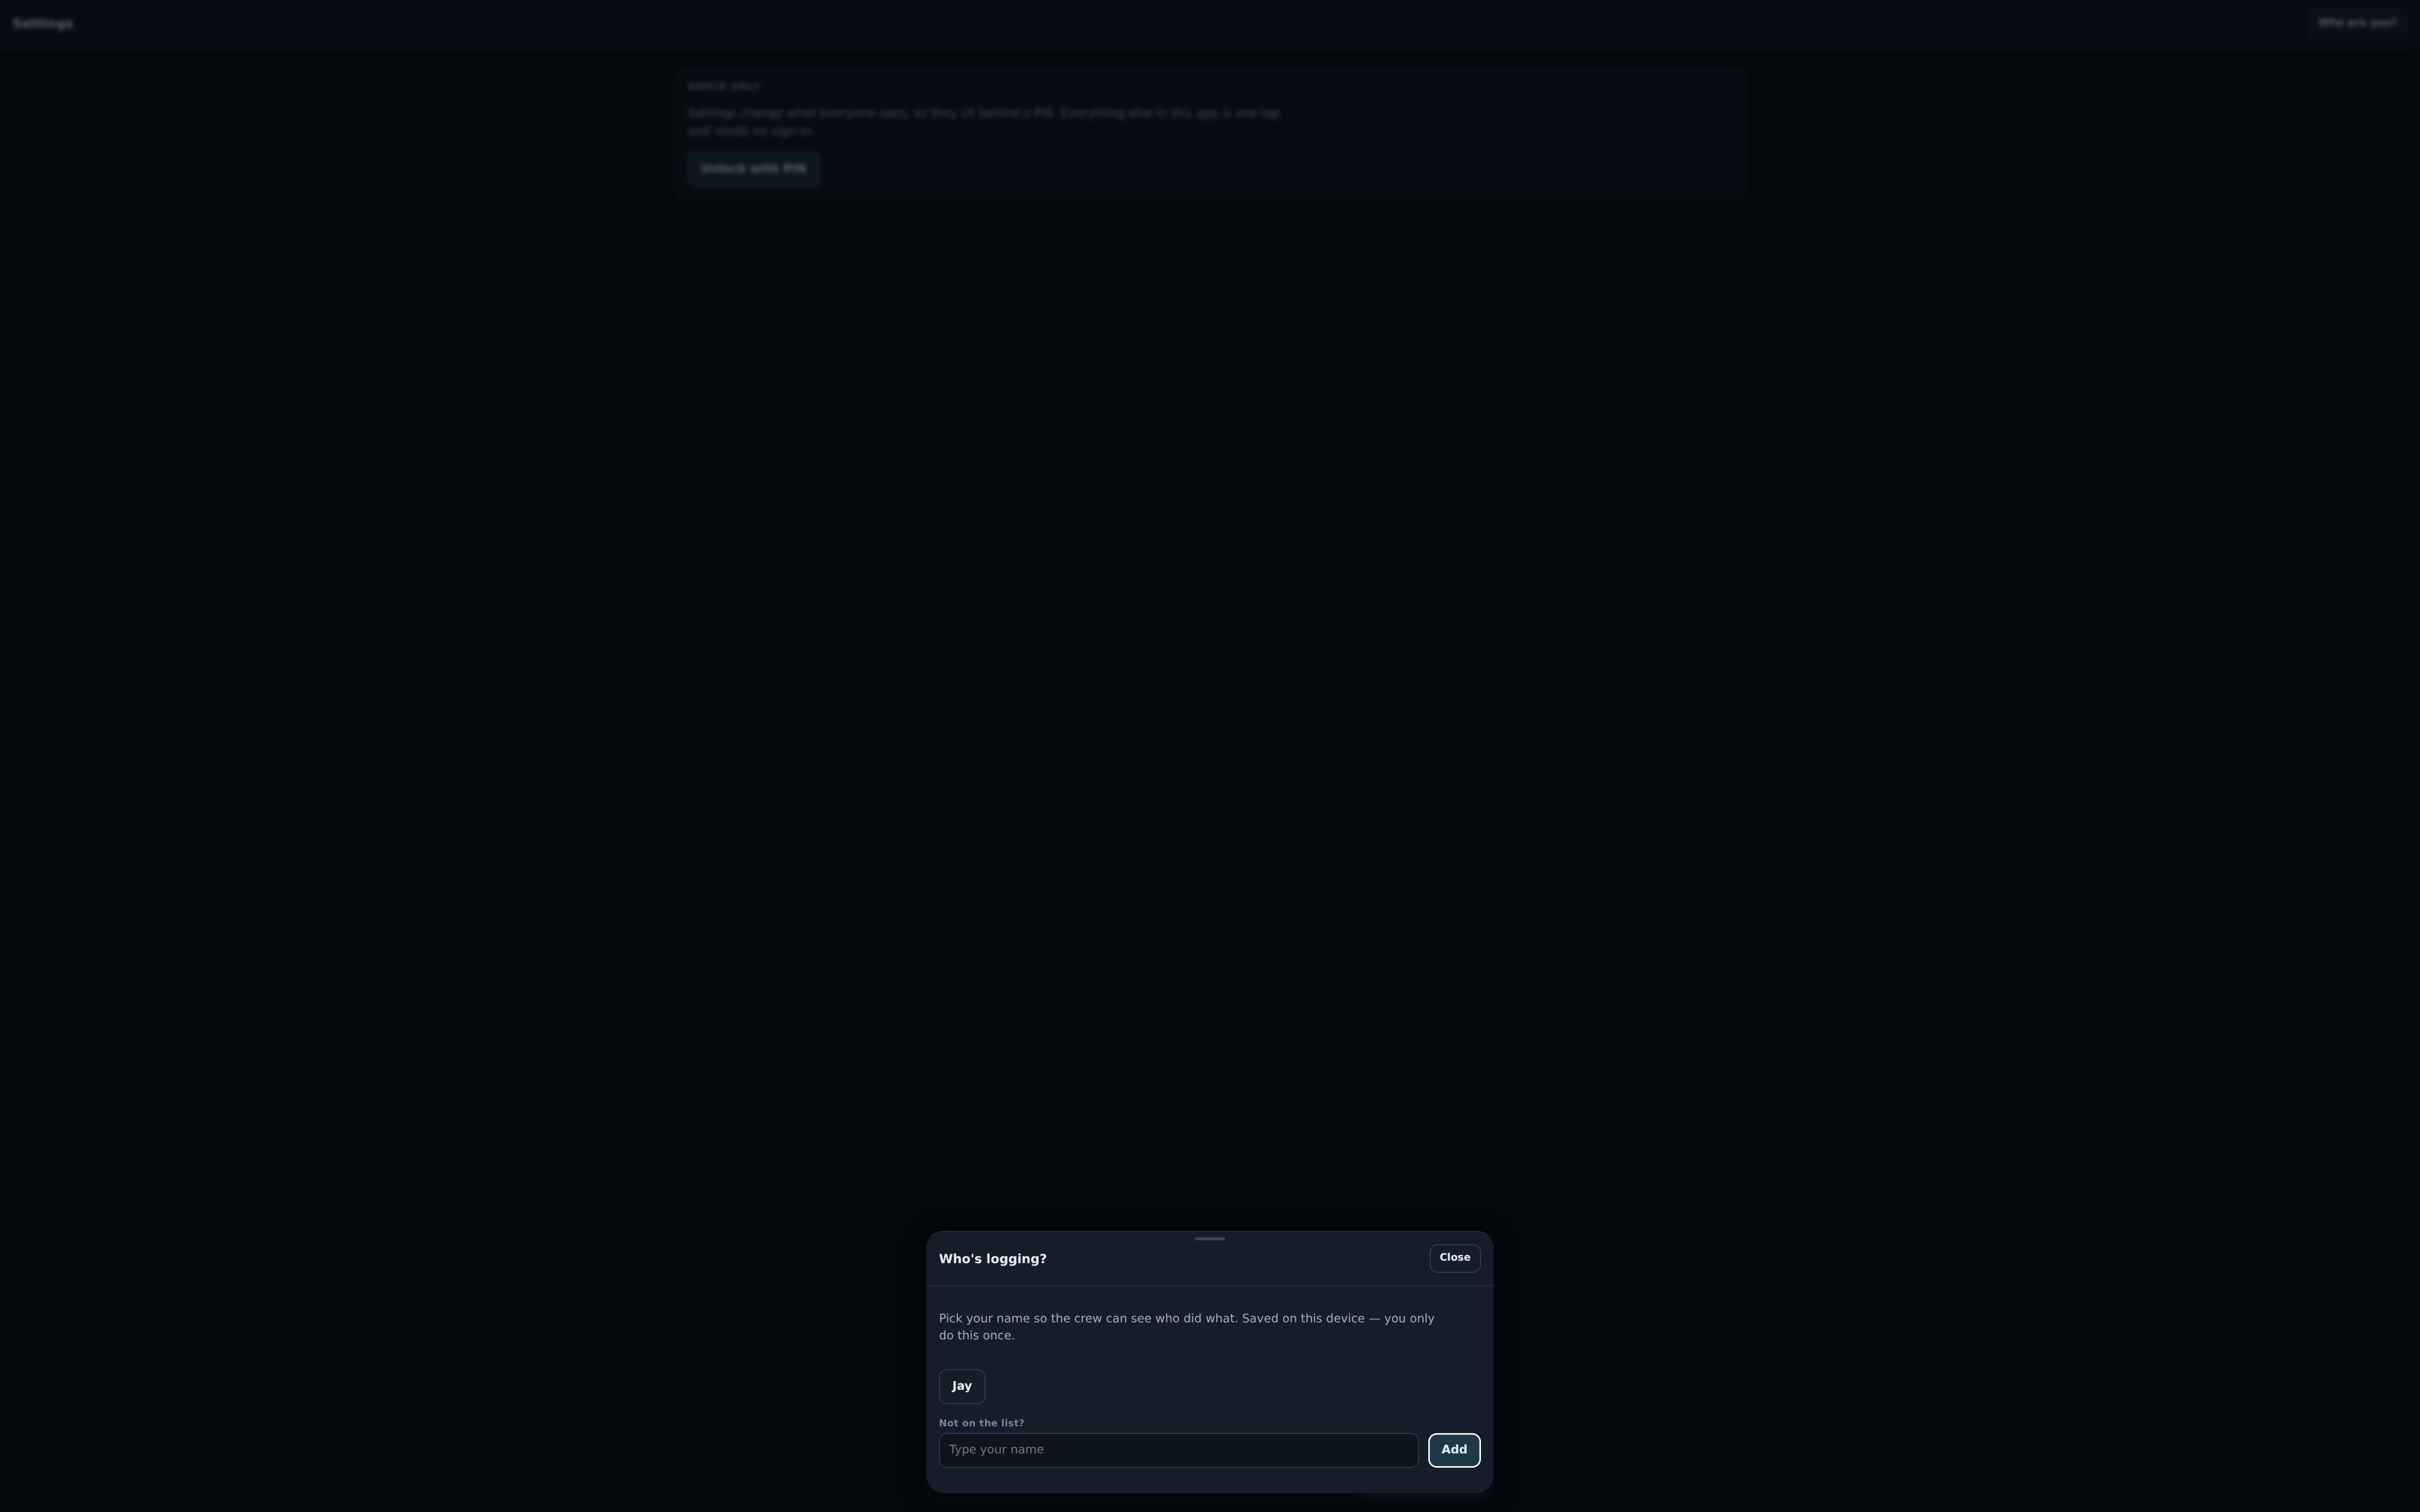 Settings
Who are you?
ADMIN ONLY
Settings change what everyone sees, so they sit behind a PIN. Everything else in this app is one tap
and needs no sign-in.
Unlock with PIN
Who's logging?
Close
Pick your name so the crew can see who did what. Saved on this device — you only
do this once.
Jay
Not on the list?
Type your name
Add